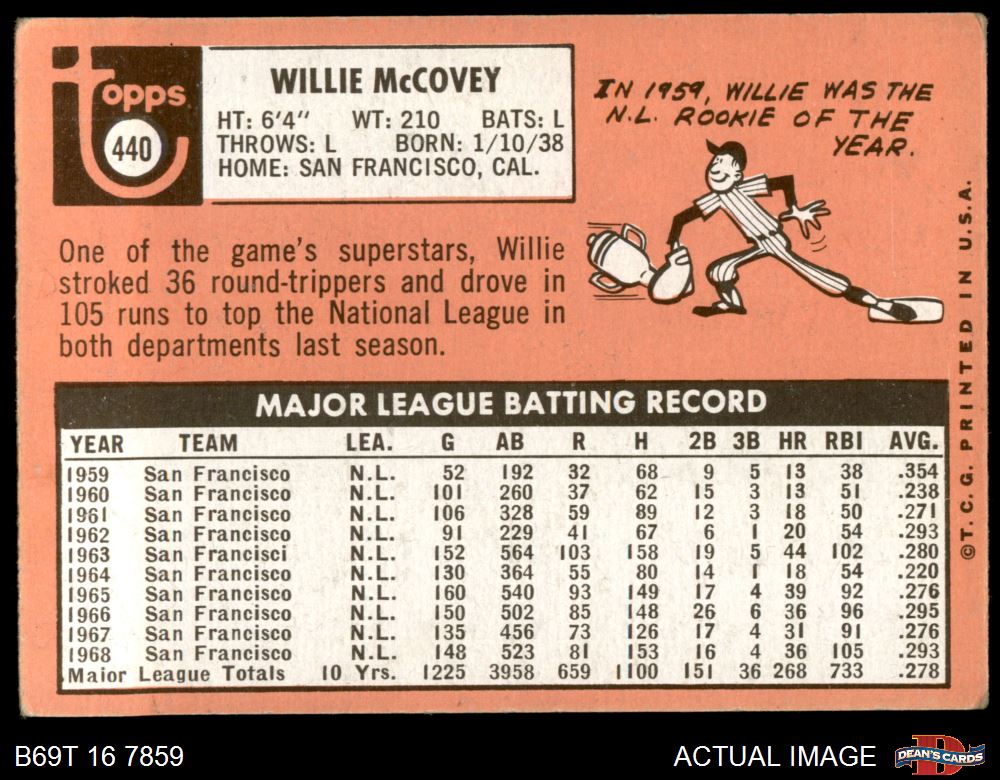 Topps
440
WILLIE McCOVEY
HT: 6'4" WT: 210 BATS: L
THROWS: L BORN: 1/10/38
HOME: SAN FRANCISCO, CAL.
IN 1959, WILLIE WAS THE
N.L. ROOKIE OF THE
YEAR.
One of the game's superstars, Willie
stroked 36 round-trippers and drove in
105 runs to top the National League in
both departments last season.
MAJOR LEAGUE BATTING RECORD
YEAR TEAM LEA. G AB R H 2B 3B HR RBI AVG.
1959 San Francisco N.L. 52 192 32 68 9 5 13 38 .354
1960 San Francisco N.L. 101 260 37 62 15 3 13 51 .238
1961 San Francisco N.L. 106 328 59 89 12 3 18 50 .271
1962 San Francisco N.L. 91 229 41 67 6 1 20 54 .293
1963 San Francisci N.L. 152 564 103 158 19 5 44 102 .280
1964 San Francisco N.L. 130 364 55 80 14 1 18 54 .220
1965 San Francisco N.L. 160 540 93 149 17 4 39 92 .276
1966 San Francisco N.L. 150 502 85 148 26 6 36 96 .295
1967 San Francisco N.L. 135 456 73 126 17 4 31 91 .276
1968 San Francisco N.L. 148 523 81 153 16 4 36 105 .293
Major League Totals 10 Yrs. 1225 3958 659 1100 151 36 268 733 .278
©T.C.G. PRINTED IN U.S.A.
B69T 16 7859
ACTUAL IMAGE
DEAN'S CARDS